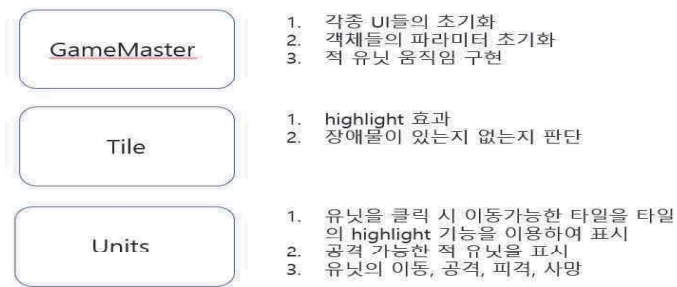 GameMaster
1. 각종 UI들의 초기화
2. 객체들의 파라미터 초기화
3. 적 유닛 움직임 구현
Tile
1. highlight 효과
2. 장애물이 있는지 없는지 판단
Units
1. 유닛을 클릭 시 이동가능한 타일을 타일
의 highlight 기능을 이용하여 표시
2. 공격 가능한 적 유닛을 표시
3. 유닛의 이동, 공격, 피격, 사망